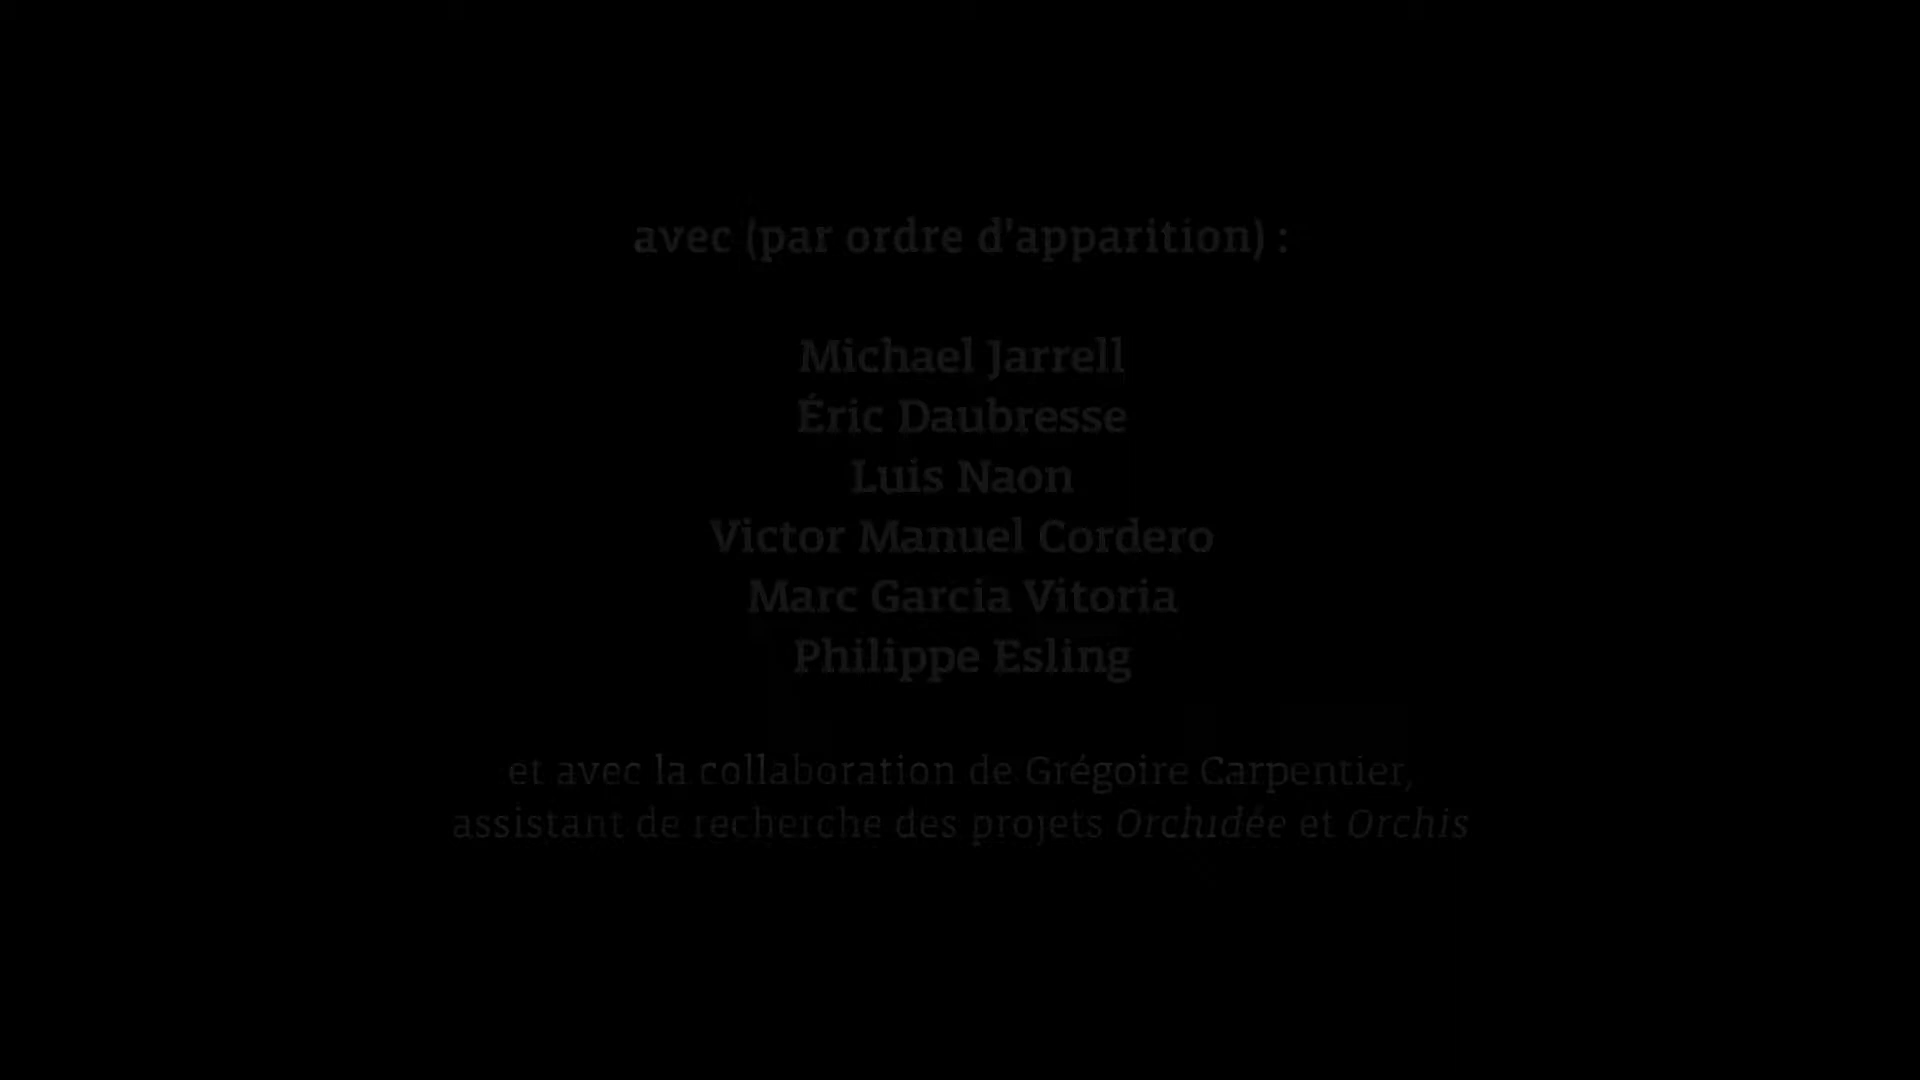 avec (par ordre d'apparition) :
Michael Jarrell
Éric Daubresse
Luis Naon
Victor Manuel Cordero
Marc Garcia Vitoria
Philippe Esling
et avec la collaboration de Grégoire Carpentier,
assistant de recherche des projets Orchidée et Orchis